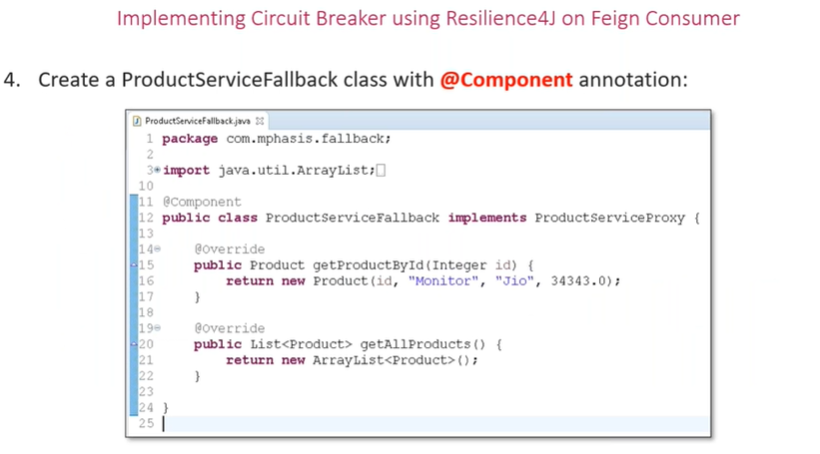 Implementing Circuit Breaker using Resilience4J on Feign Consumer
4. Create a ProductServiceFallback class with @Component annotation:
ProductServiceFallback.java
1 package com.mphasis.fallback;
2
3 import java.util.ArrayList;
10
11 @Component
12 public class ProductServiceFallback implements ProductServiceProxy {
13
14 @Override
15 public Product getProductById(Integer id) {
16 return new Product(id, "Monitor", "Jio", 34343.0);
17 }
18
19 @Override
20 public List<Product> getAllProducts() {
21 return new ArrayList<Product>();
22 }
23
24 }
25